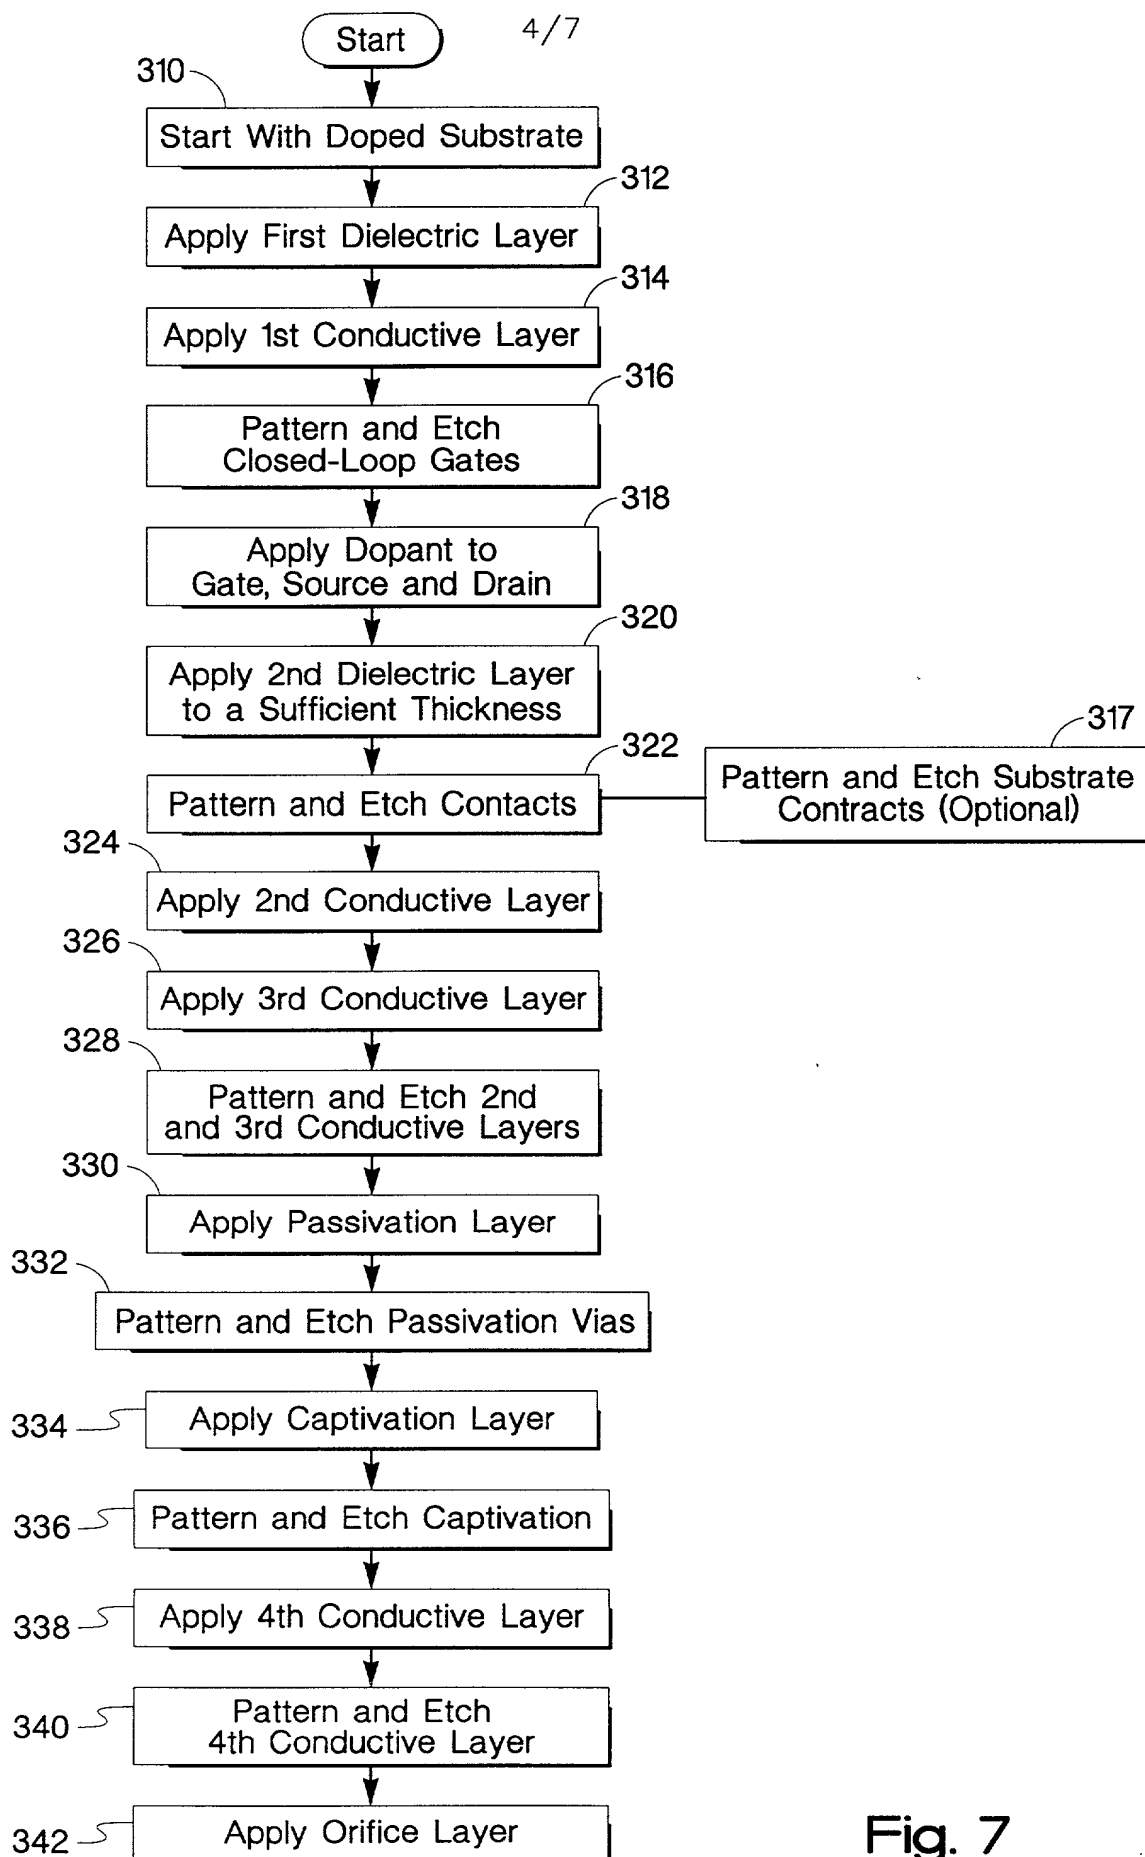 4/7
Start
310
Start With Doped Substrate
312
Apply First Dielectric Layer
314
Apply 1st Conductive Layer
316
Pattern and Etch
Closed-Loop Gates
318
Apply Dopant to
Gate, Source and Drain
320
Apply 2nd Dielectric Layer
to a Sufficient Thickness
322
Pattern and Etch Contacts
317
Pattern and Etch Substrate
Contracts (Optional)
324
Apply 2nd Conductive Layer
326
Apply 3rd Conductive Layer
328
Pattern and Etch 2nd
and 3rd Conductive Layers
330
Apply Passivation Layer
332
Pattern and Etch Passivation Vias
334
Apply Captivation Layer
336
Pattern and Etch Captivation
338
Apply 4th Conductive Layer
340
Pattern and Etch
4th Conductive Layer
342
Apply Orifice Layer
Fig. 7